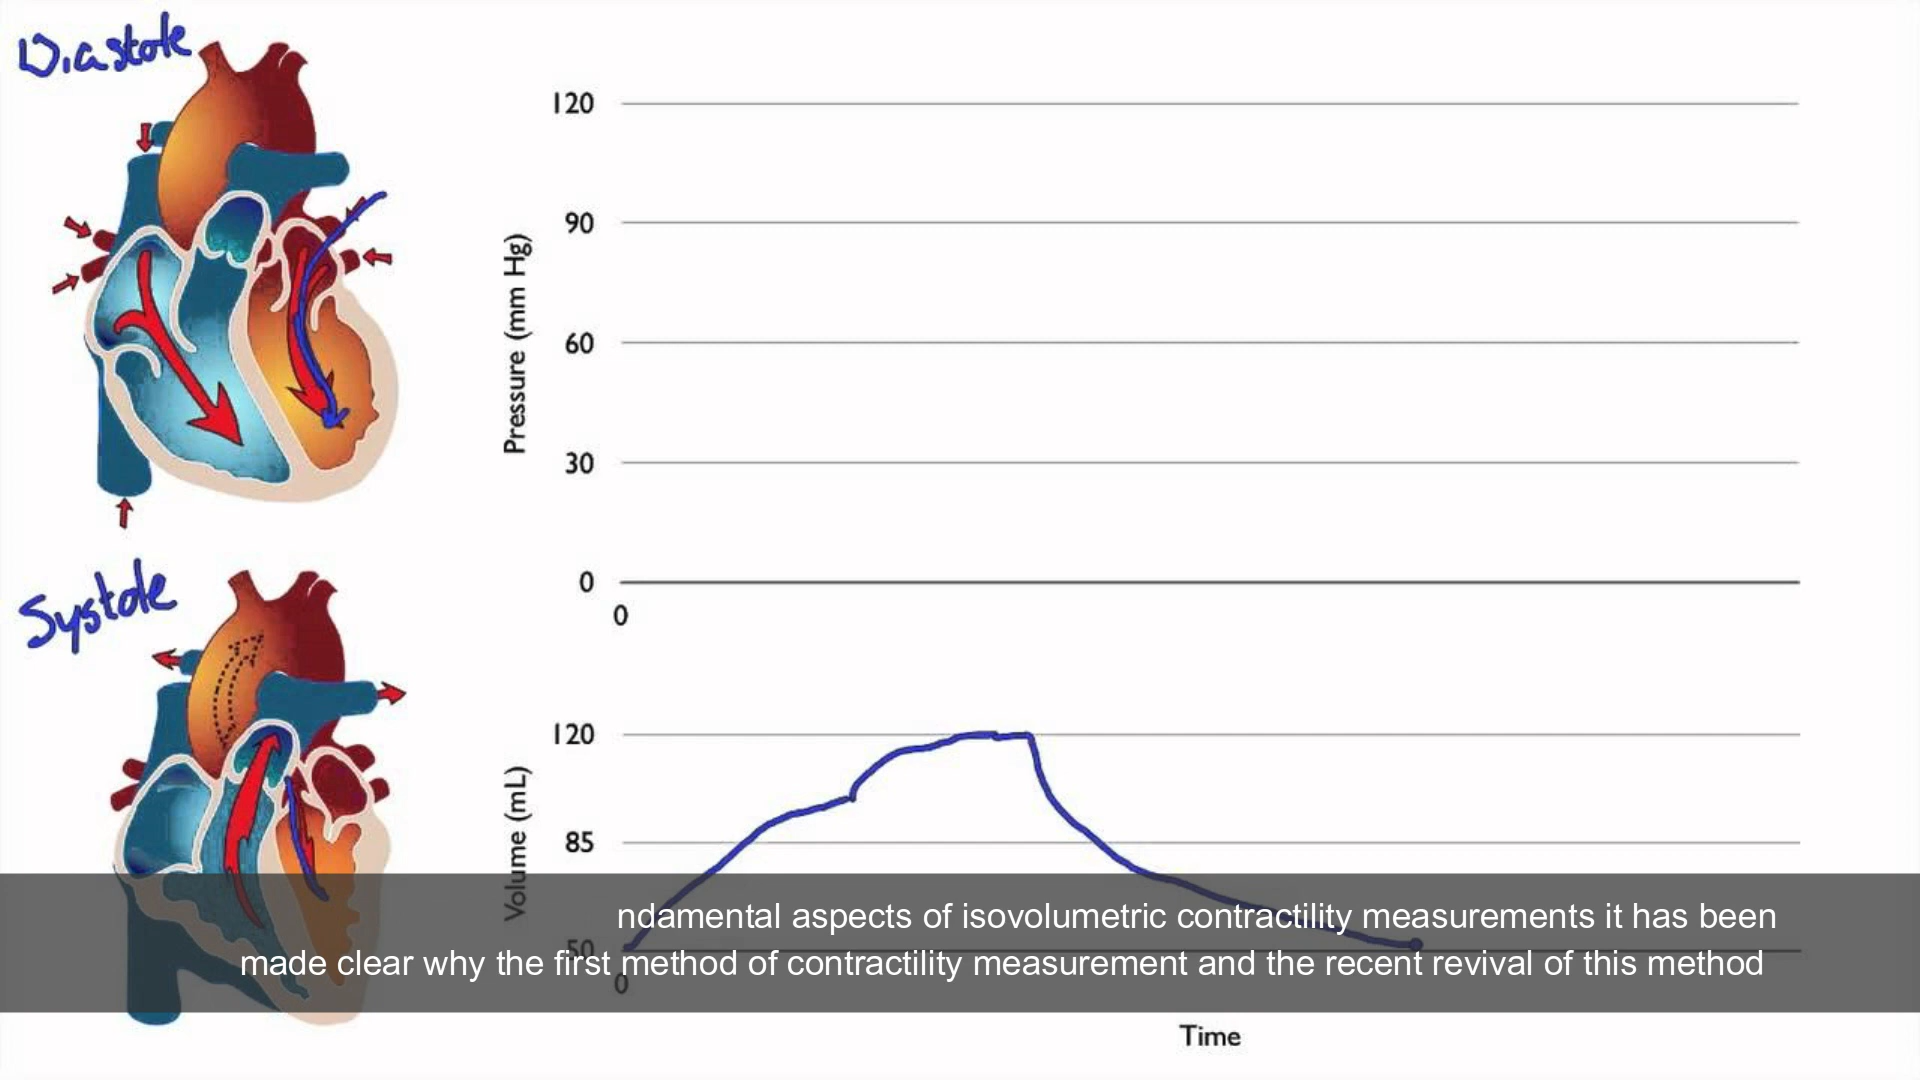 Diastole
120
90
60
30
0
0
Pressure (mm Hg)
Systole
120
85
50
0
Volume (mL)
ndamental aspects of isovolumetric contractility measurements it has been
made clear why the first method of contractility measurement and the recent revival of this method
Time